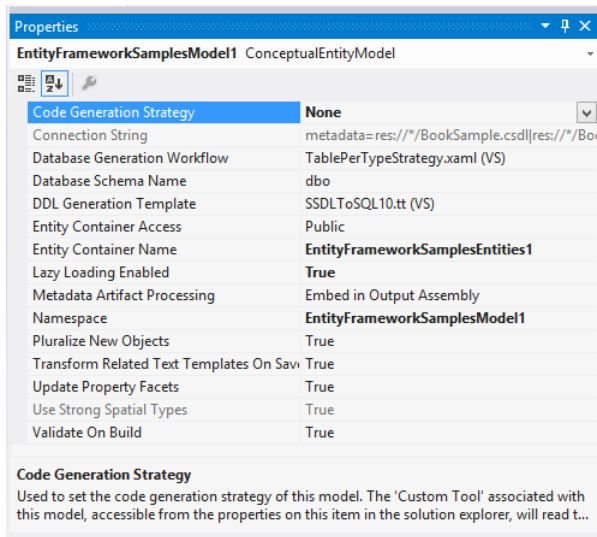 Properties
EntityFrameworkSamplesModel1 ConceptualEntityModel
Code Generation Strategy None
Connection String metadata=res://*/BookSample.csdl|res://*/Boo
Database Generation Workflow TablePerTypeStrategy.xaml (VS)
Database Schema Name dbo
DDL Generation Template SSDLToSQL10.tt (VS)
Entity Container Access Public
Entity Container Name EntityFrameworkSamplesEntities1
Lazy Loading Enabled True
Metadata Artifact Processing Embed in Output Assembly
Namespace EntityFrameworkSamplesModel1
Pluralize New Objects True
Transform Related Text Templates On Save True
Update Property Facets True
Use Strong Spatial Types True
Validate On Build True
Code Generation Strategy
Used to set the code generation strategy of this model. The 'Custom Tool' associated with
this model, accessible from the properties on this item in the solution explorer, will read t...